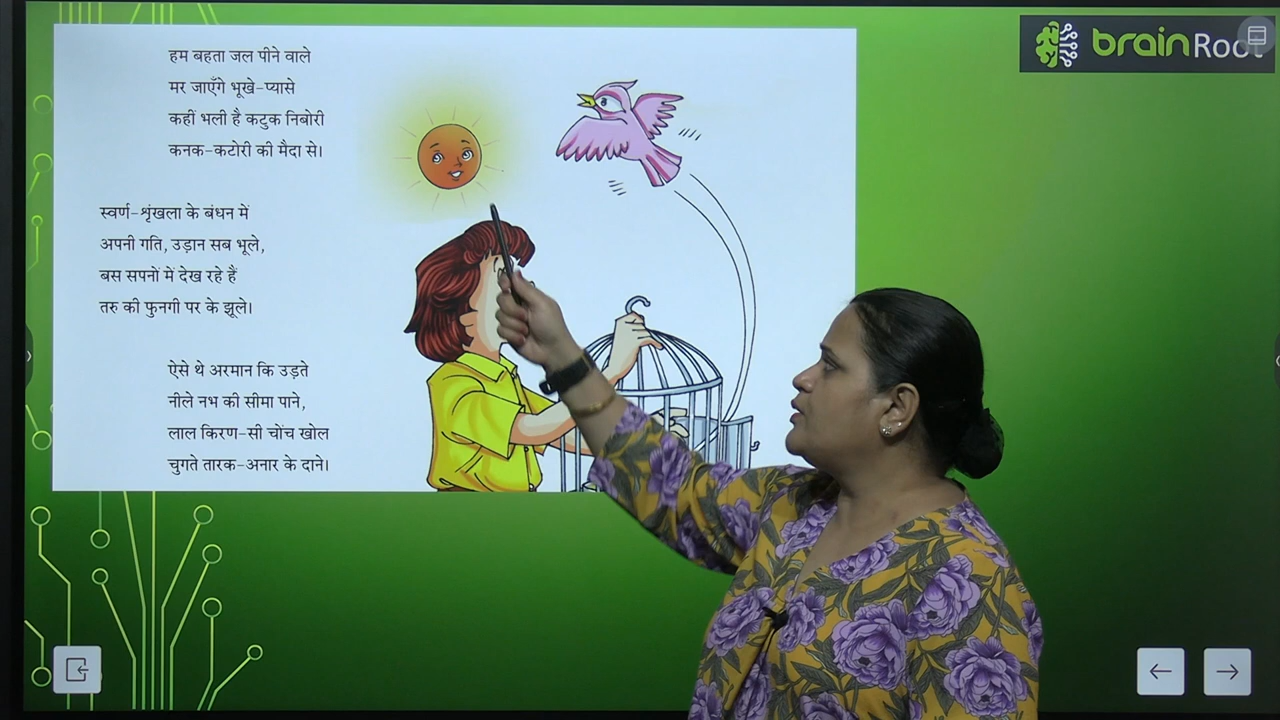 हम बहता जल पीने वाले
मर जाएँगे भूखे-प्यासे
कहीं भली है कटुक निबोरी
कनक-कटोरी की मैदा से।
स्वर्ण-शृंखला के बंधन में
अपनी गति, उड़ान सब भूले,
बस सपनों में देख रहे हैं
तरु की फुनगी पर के झूले।
ऐसे थे अरमान कि उड़ते
नीले नभ की सीमा पाने,
लाल किरण-सी चोंच खोल
चुगते तारक-अनार के दाने।
brainRoot